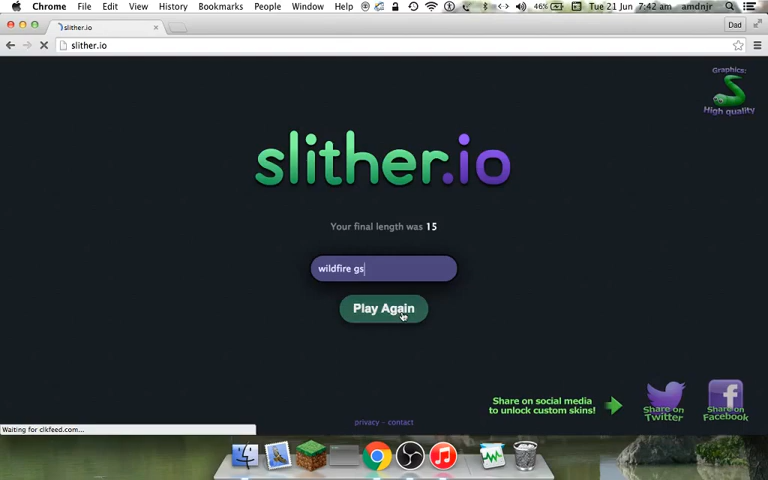 Chrome File Edit View History Bookmarks People Window Help 46% Tue 21 Jun 7:42 am amdnjr
slither.io Dad
slither.io
Graphics:
High quality
slither.io
Your final length was 15
wildfire gs
Play Again
Share on social media
to unlock custom skins!
Share on
Twitter
Share on
Facebook
privacy - contact
Waiting for clkfeed.com...